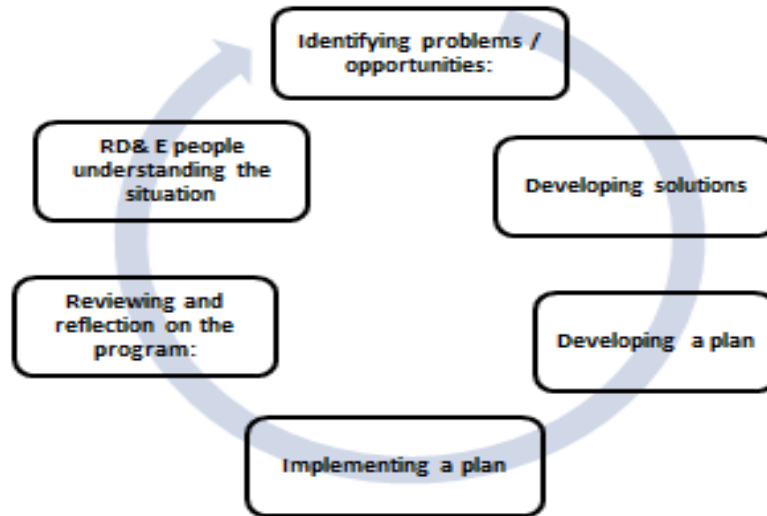 Identifying problems /
opportunities:
Developing solutions
Developing a plan
Implementing a plan
Reviewing and
reflection on the
program:
RD& E people
understanding the
situation